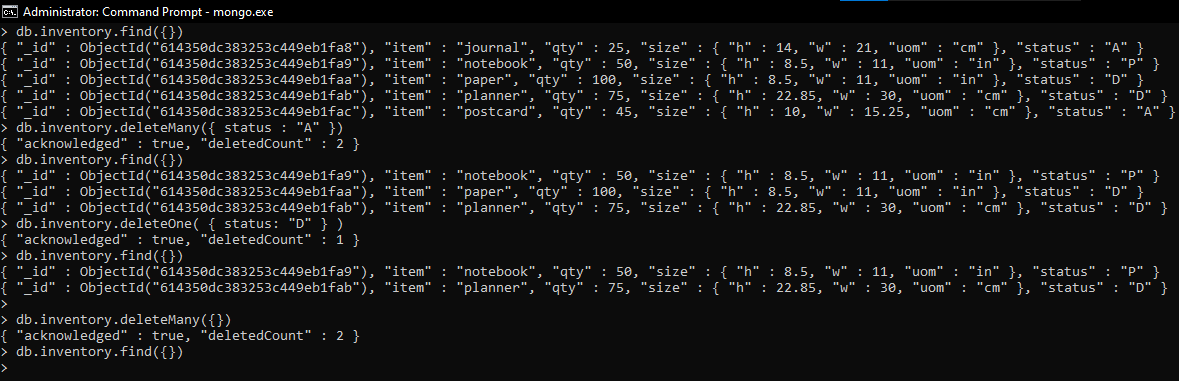 Administrator: Command Prompt - mongo.exe
> db.inventory.find({})
{ "_id" : ObjectId("614350dc383253c449eb1fa8"), "item" : "journal", "qty" : 25, "size" : { "h" : 14, "w" : 21, "uom" : "cm" }, "status" : "A" }
{ "_id" : ObjectId("614350dc383253c449eb1fa9"), "item" : "notebook", "qty" : 50, "size" : { "h" : 8.5, "w" : 11, "uom" : "in" }, "status" : "P" }
{ "_id" : ObjectId("614350dc383253c449eb1faa"), "item" : "paper", "qty" : 100, "size" : { "h" : 8.5, "w" : 11, "uom" : "in" }, "status" : "D" }
{ "_id" : ObjectId("614350dc383253c449eb1fab"), "item" : "planner", "qty" : 75, "size" : { "h" : 22.85, "w" : 30, "uom" : "cm" }, "status" : "D" }
{ "_id" : ObjectId("614350dc383253c449eb1fac"), "item" : "postcard", "qty" : 45, "size" : { "h" : 10, "w" : 15.25, "uom" : "cm" }, "status" : "A" }
> db.inventory.deleteMany({ status : "A" })
{ "acknowledged" : true, "deletedCount" : 2 }
> db.inventory.find({})
{ "_id" : ObjectId("614350dc383253c449eb1fa9"), "item" : "notebook", "qty" : 50, "size" : { "h" : 8.5, "w" : 11, "uom" : "in" }, "status" : "P" }
{ "_id" : ObjectId("614350dc383253c449eb1faa"), "item" : "paper", "qty" : 100, "size" : { "h" : 8.5, "w" : 11, "uom" : "in" }, "status" : "D" }
{ "_id" : ObjectId("614350dc383253c449eb1fab"), "item" : "planner", "qty" : 75, "size" : { "h" : 22.85, "w" : 30, "uom" : "cm" }, "status" : "D" }
> db.inventory.deleteOne( { status: "D" } )
{ "acknowledged" : true, "deletedCount" : 1 }
> db.inventory.find({})
{ "_id" : ObjectId("614350dc383253c449eb1fa9"), "item" : "notebook", "qty" : 50, "size" : { "h" : 8.5, "w" : 11, "uom" : "in" }, "status" : "P" }
{ "_id" : ObjectId("614350dc383253c449eb1fab"), "item" : "planner", "qty" : 75, "size" : { "h" : 22.85, "w" : 30, "uom" : "cm" }, "status" : "D" }
>
> db.inventory.deleteMany({})
{ "acknowledged" : true, "deletedCount" : 2 }
> db.inventory.find({})
>